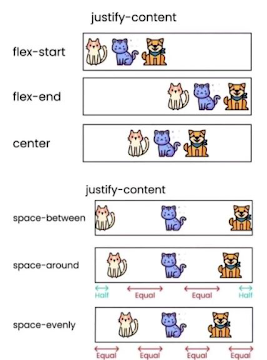 justify-content
flex-start
flex-end
center
justify-content
space-between
space-around
Half Equal Equal Half
space-evenly
Equal Equal Equal Equal